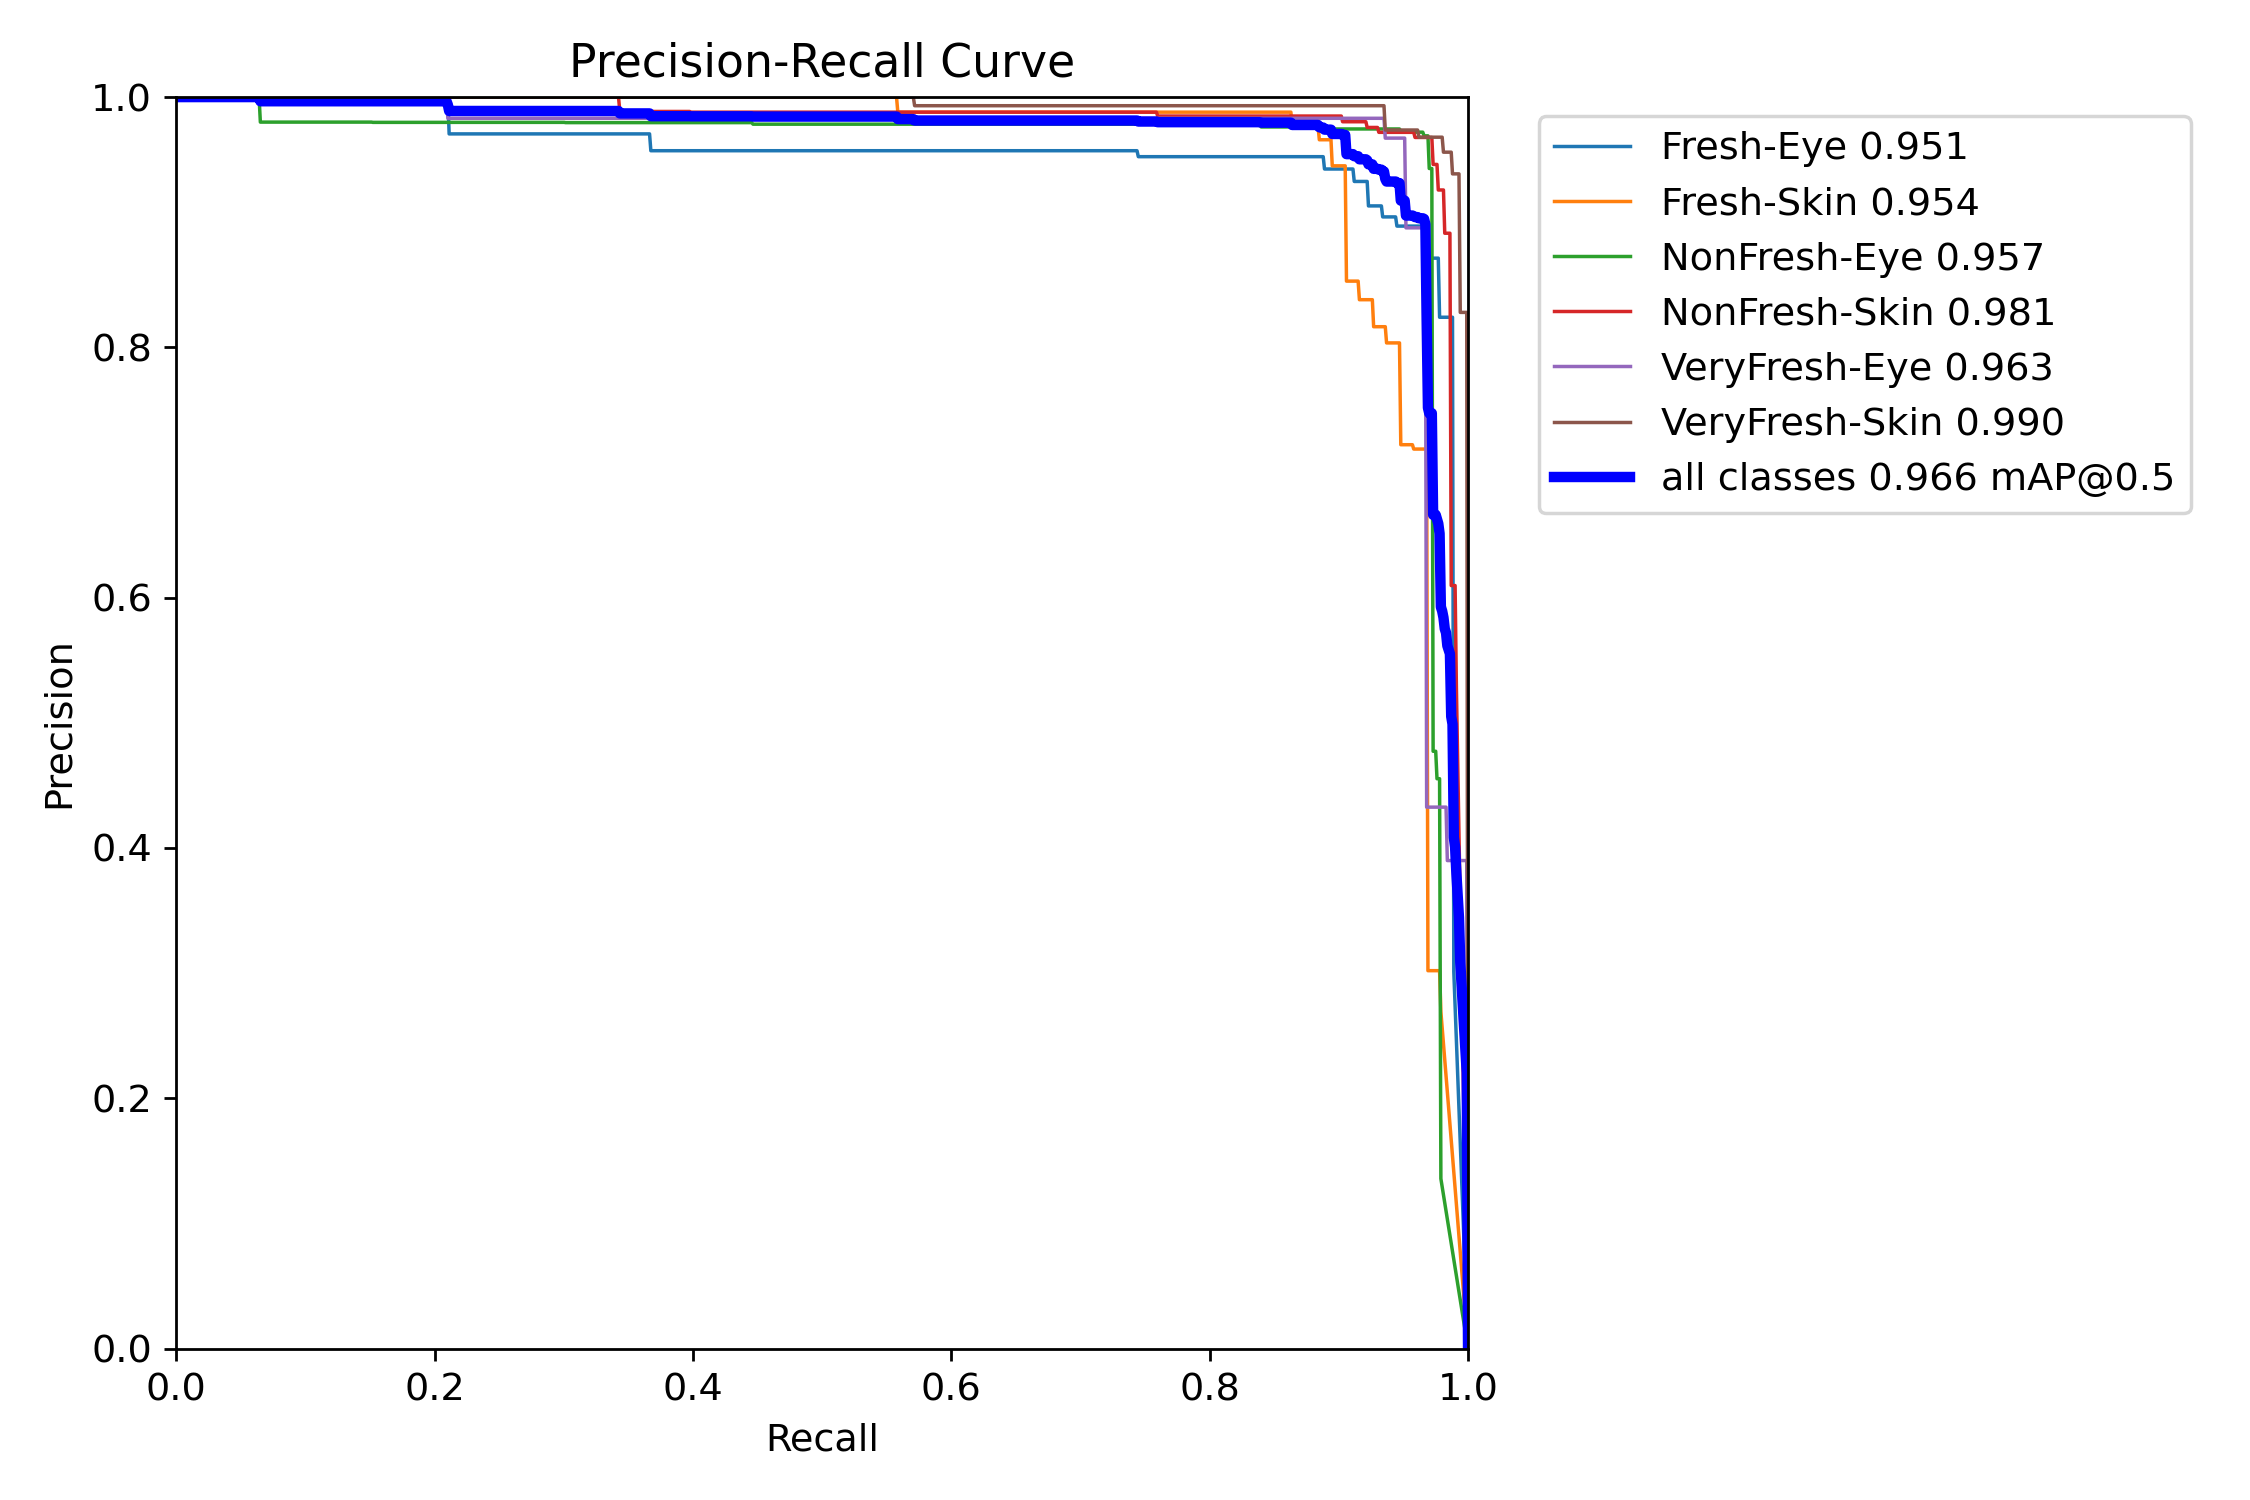 Precision-Recall Curve
1.0
0.8
0.6
0.4
0.2
0.0
Precision
0.0 0.2 0.4 0.6 0.8 1.0
Recall
Fresh-Eye 0.951
Fresh-Skin 0.954
NonFresh-Eye 0.957
NonFresh-Skin 0.981
VeryFresh-Eye 0.963
VeryFresh-Skin 0.990
all classes 0.966 mAP@0.5